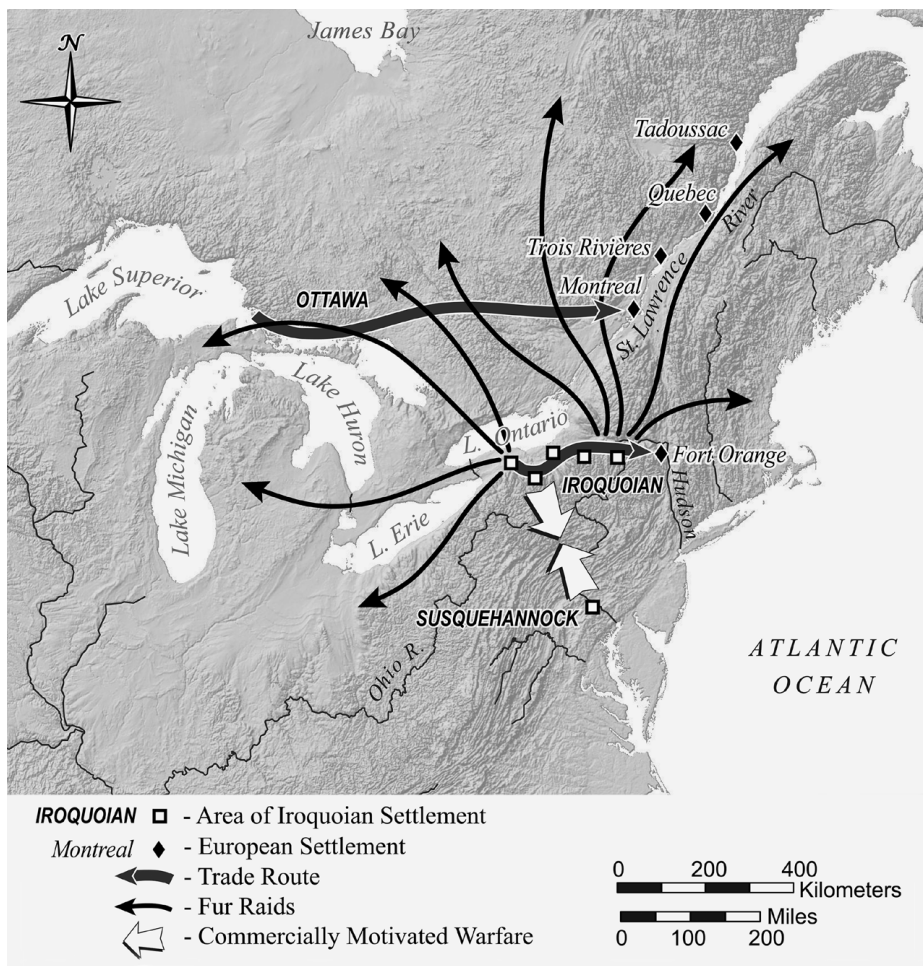 James Bay
N
Tadoussac
Quebec
River
Trois Rivières
Lake Superior
OTTAWA
Montreal
St. Lawrence
Lake Huron
Lake Michigan
L. Ontario
Fort Orange
IROQUOIAN
Hudson
L. Erie
SUSQUEHANNOCK
Ohio R.
ATLANTIC
OCEAN
IROQUOIAN - Area of Iroquoian Settlement
Montreal - European Settlement
- Trade Route
- Fur Raids
- Commercially Motivated Warfare
0 200 400
Kilometers
Miles
0 100 200